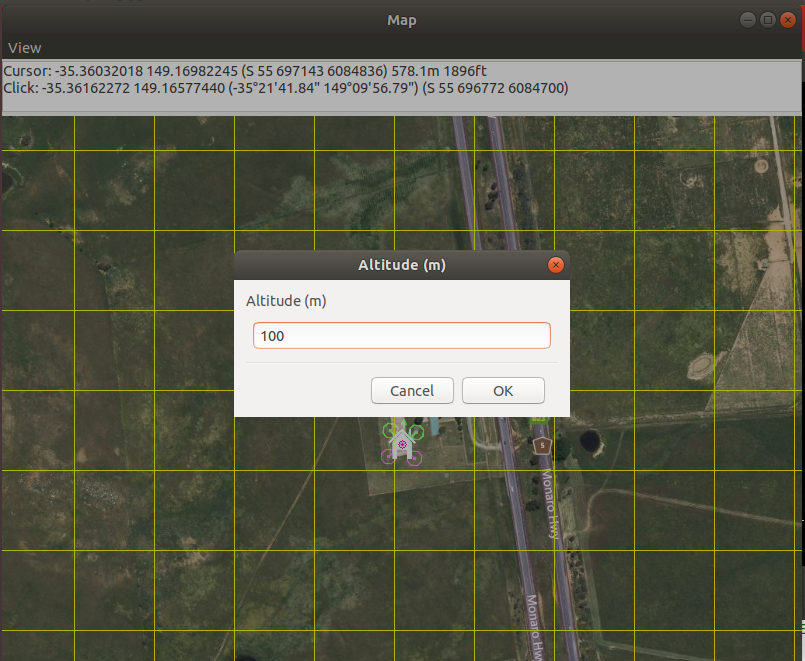 Map
View
Cursor: -35.36032018 149.16982245 (S 55 697143 6084836) 578.1m 1896ft
Click: -35.36162272 149.16577440 (-35°21'41.84" 149°09'56.79") (S 55 696772 6084700)
Altitude (m)
Altitude (m)
100
Cancel
OK
5
Monaro Hwy
Monaro Hwy